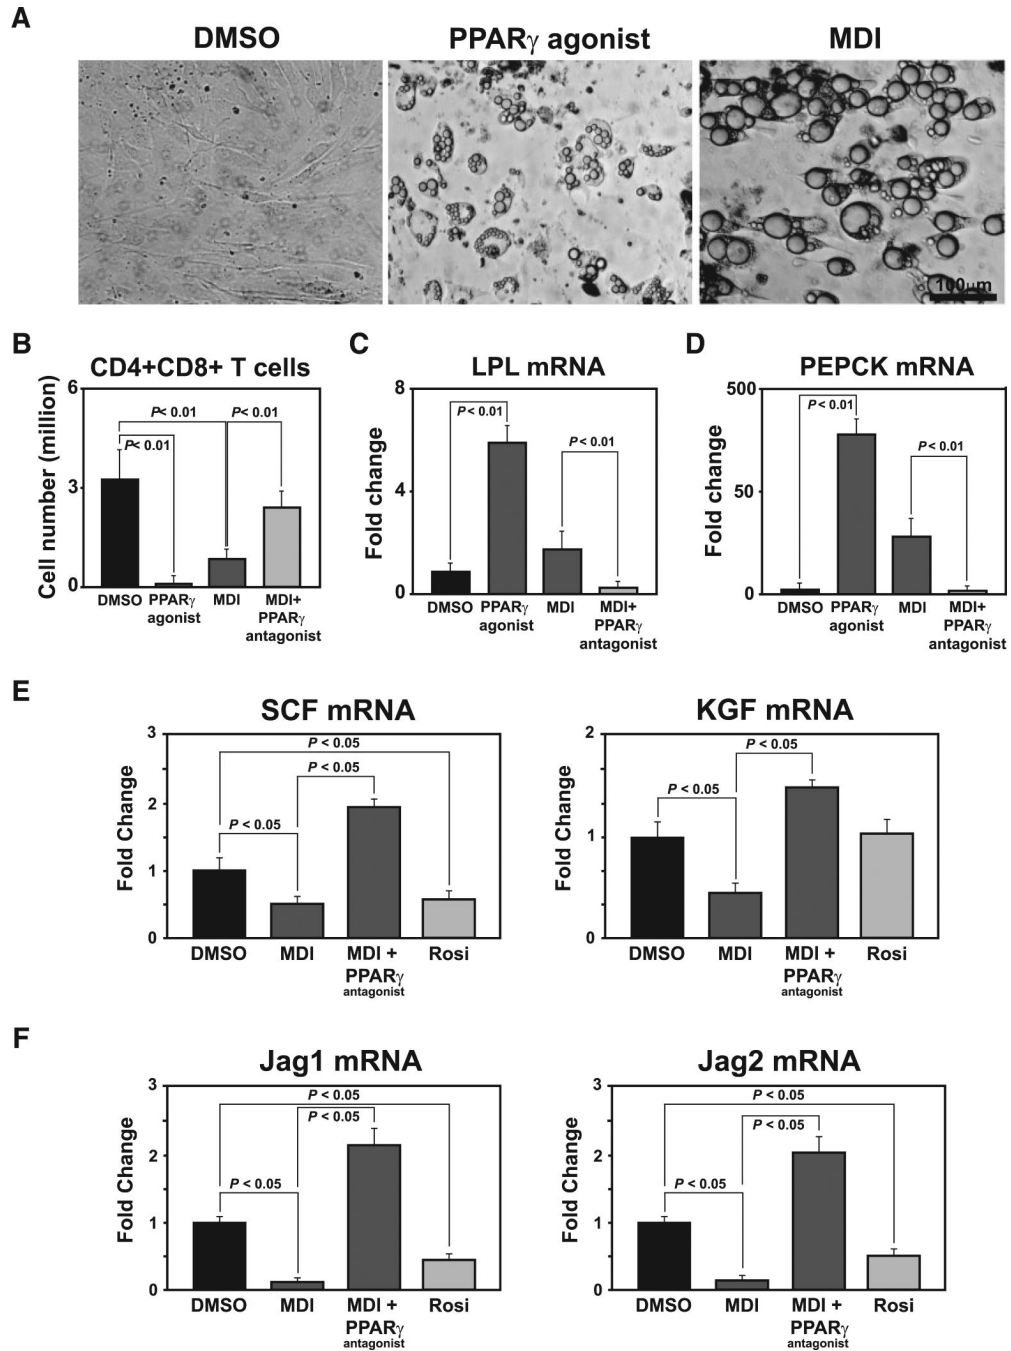 A
DMSO
PPARγ agonist
MDI
100μm
B
CD4+CD8+ T cells
Cell number (million)
6
3
0
P< 0.01
P< 0.01
P< 0.01
DMSO
PPARγ
agonist
MDI
MDI+
PPARγ
antagonist
C
LPL mRNA
Fold change
8
4
0
P < 0.01
P < 0.01
DMSO
PPARγ
agonist
MDI
MDI+
PPARγ
antagonist
D
PEPCK mRNA
Fold change
500
50
0
P < 0.01
P < 0.01
DMSO
PPARγ
agonist
MDI
MDI+
PPARγ
antagonist
E
SCF mRNA
Fold Change
3
2
1
0
P < 0.05
P < 0.05
P < 0.05
DMSO
MDI
MDI +
PPARγ
antagonist
Rosi
KGF mRNA
Fold Change
2
1
0
P < 0.05
P < 0.05
DMSO
MDI
MDI +
PPARγ
antagonist
Rosi
F
Jag1 mRNA
Fold Change
3
2
1
0
P < 0.05
P < 0.05
P < 0.05
DMSO
MDI
MDI +
PPARγ
antagonist
Rosi
Jag2 mRNA
Fold Change
3
2
1
0
P < 0.05
P < 0.05
P < 0.05
DMSO
MDI
MDI +
PPARγ
antagonist
Rosi